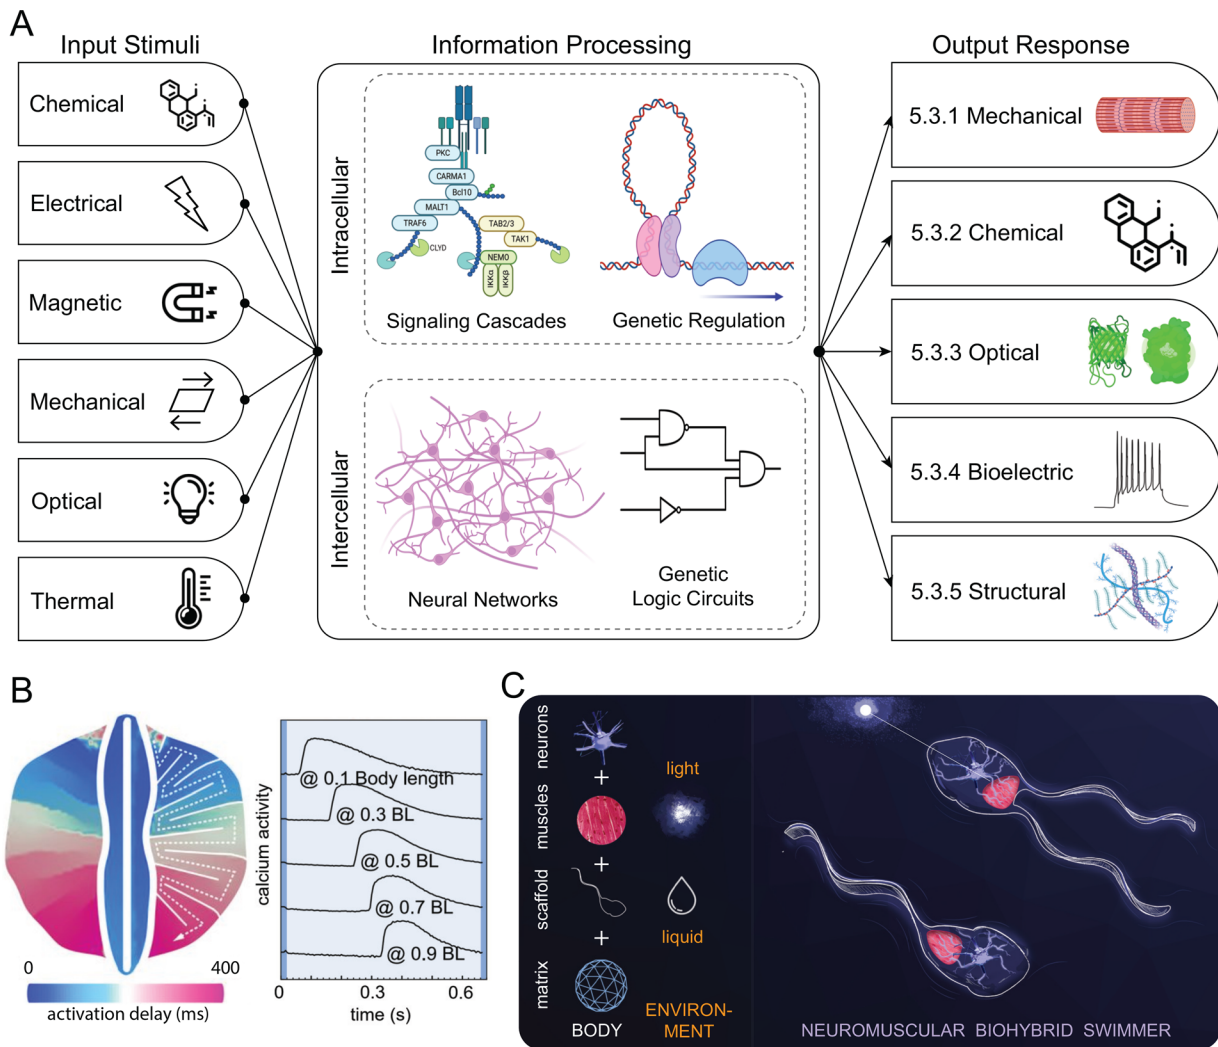 A
Input Stimuli
Information Processing
Output Response
Chemical
Electrical
Magnetic
Mechanical
Optical
Thermal
Intracellular
PKC
CARMA1
Bcl10
MALT1
TRAF6
TAB2/3
CLYD
TAK1
NEMO
IKKα
IKKβ
Signaling Cascades
Genetic Regulation
Intercellular
Neural Networks
Genetic
Logic Circuits
5.3.1 Mechanical
5.3.2 Chemical
5.3.3 Optical
5.3.4 Bioelectric
5.3.5 Structural
B
0
400
activation delay (ms)
calcium activity
@ 0.1 Body length
@ 0.3 BL
@ 0.5 BL
@ 0.7 BL
@ 0.9 BL
0
0.3
0.6
time (s)
C
neurons
+
muscles
+
scaffold
+
matrix
BODY
light
liquid
ENVIRON-
MENT
NEUROMUSCULAR BIOHYBRID SWIMMER